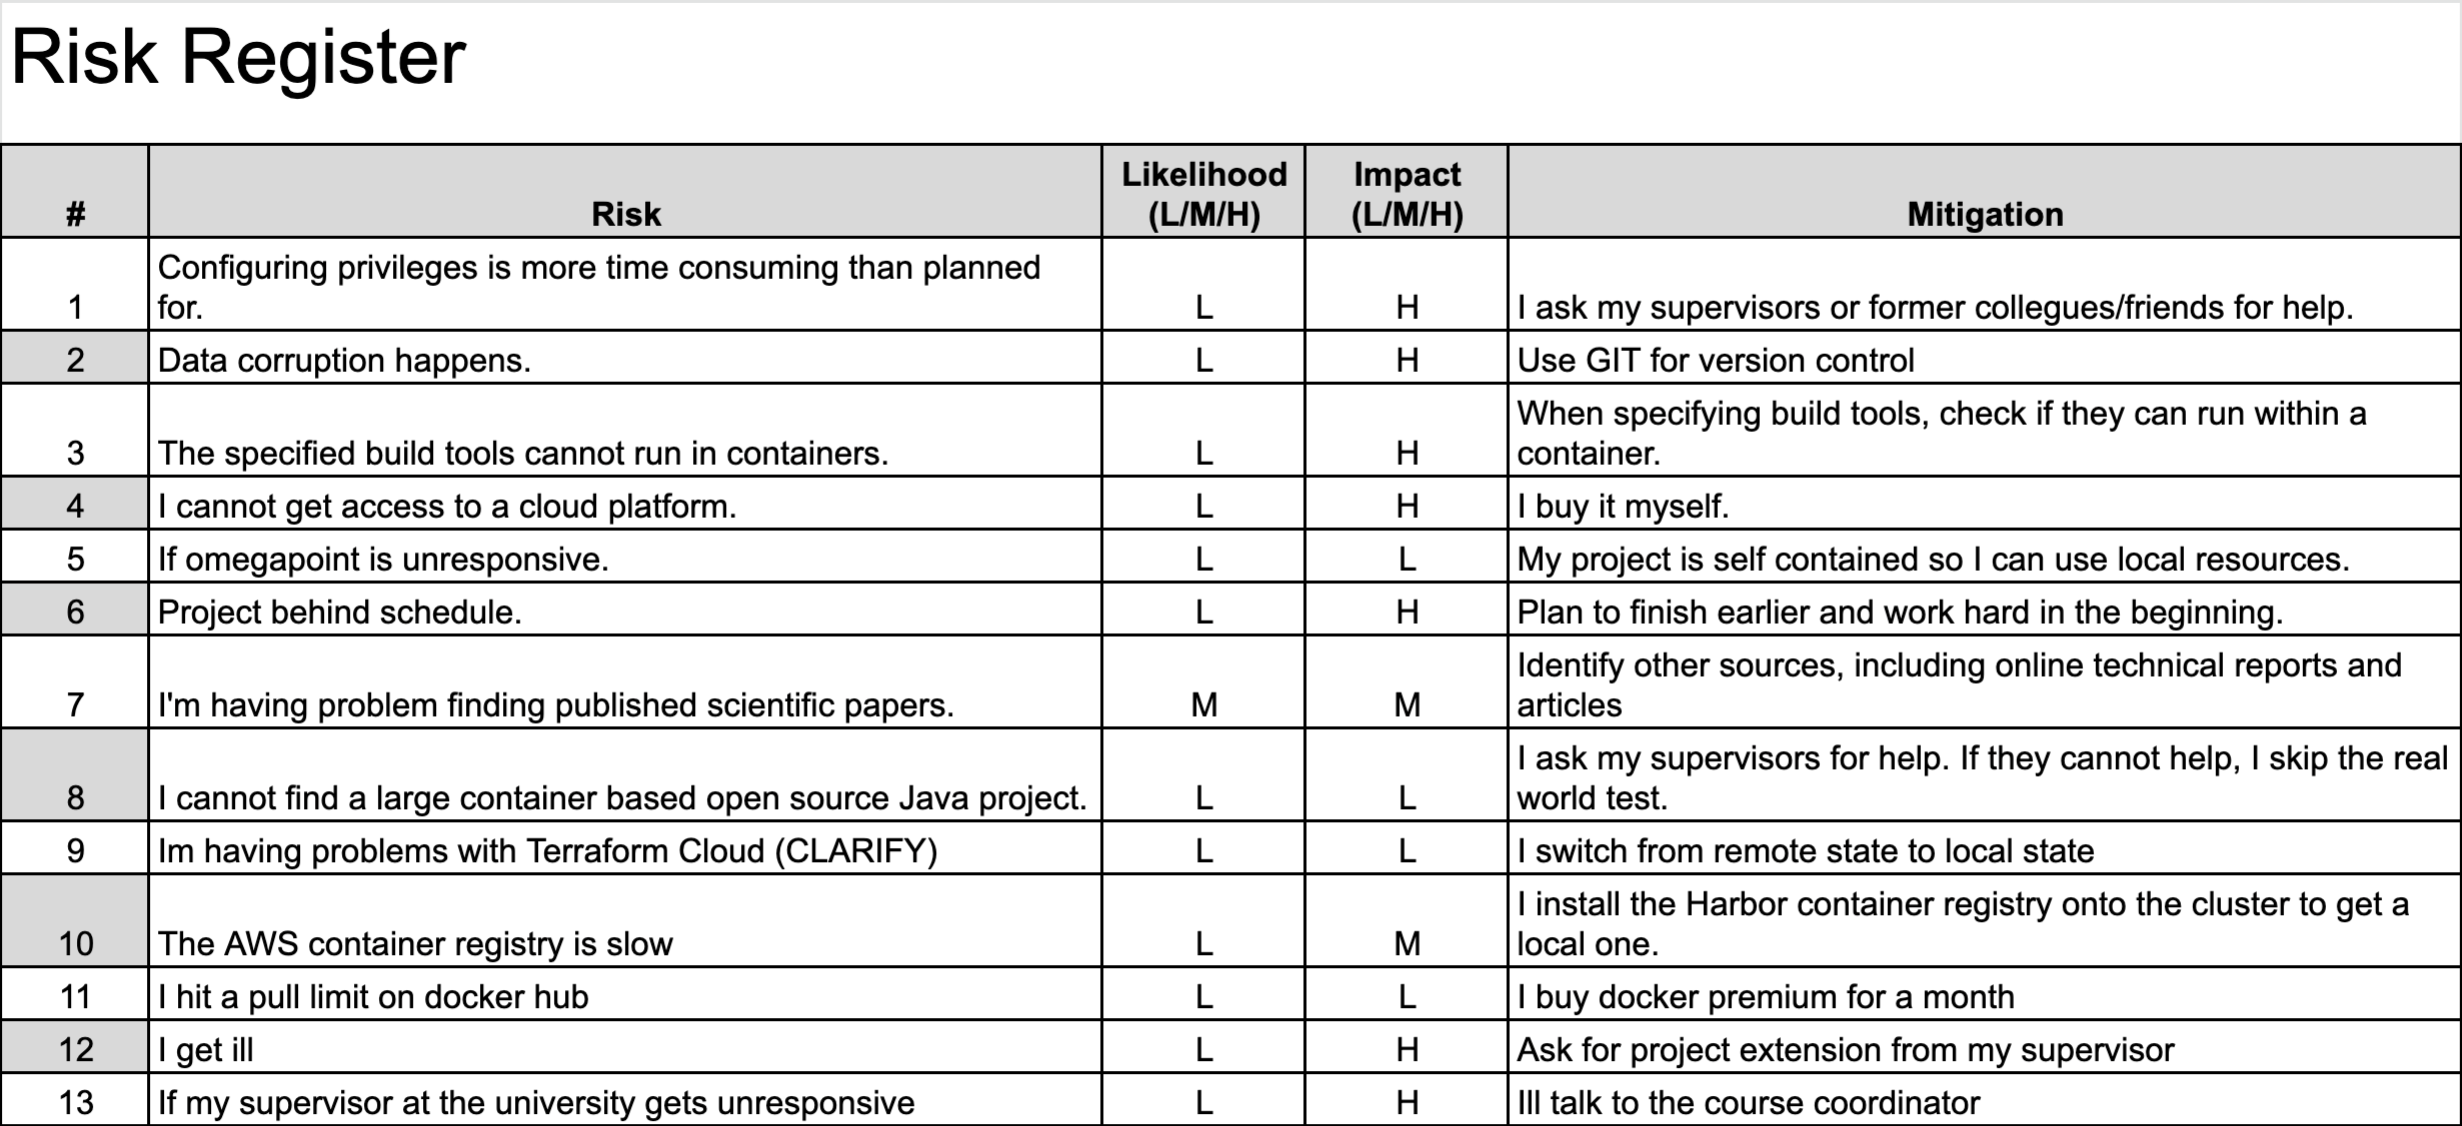 Risk Register
# Risk Likelihood (L/M/H) Impact (L/M/H) Mitigation
1 Configuring privileges is more time consuming than planned for. L H I ask my supervisors or former collegues/friends for help.
2 Data corruption happens. L H Use GIT for version control
3 The specified build tools cannot run in containers. L H When specifying build tools, check if they can run within a container.
4 I cannot get access to a cloud platform. L H I buy it myself.
5 If omegapoint is unresponsive. L L My project is self contained so I can use local resources.
6 Project behind schedule. L H Plan to finish earlier and work hard in the beginning.
7 I'm having problem finding published scientific papers. M M Identify other sources, including online technical reports and articles
8 I cannot find a large container based open source Java project. L L I ask my supervisors for help. If they cannot help, I skip the real world test.
9 Im having problems with Terraform Cloud (CLARIFY) L L I switch from remote state to local state
10 The AWS container registry is slow L M I install the Harbor container registry onto the cluster to get a local one.
11 I hit a pull limit on docker hub L L I buy docker premium for a month
12 I get ill L H Ask for project extension from my supervisor
13 If my supervisor at the university gets unresponsive L H Ill talk to the course coordinator